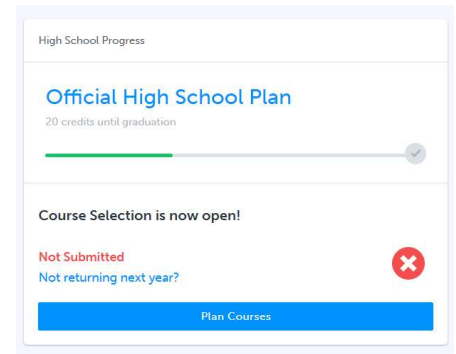 High School Progress
Official High School Plan
20 credits until graduation
Course Selection is now open!
Not Submitted
Not returning next year?
Plan Courses